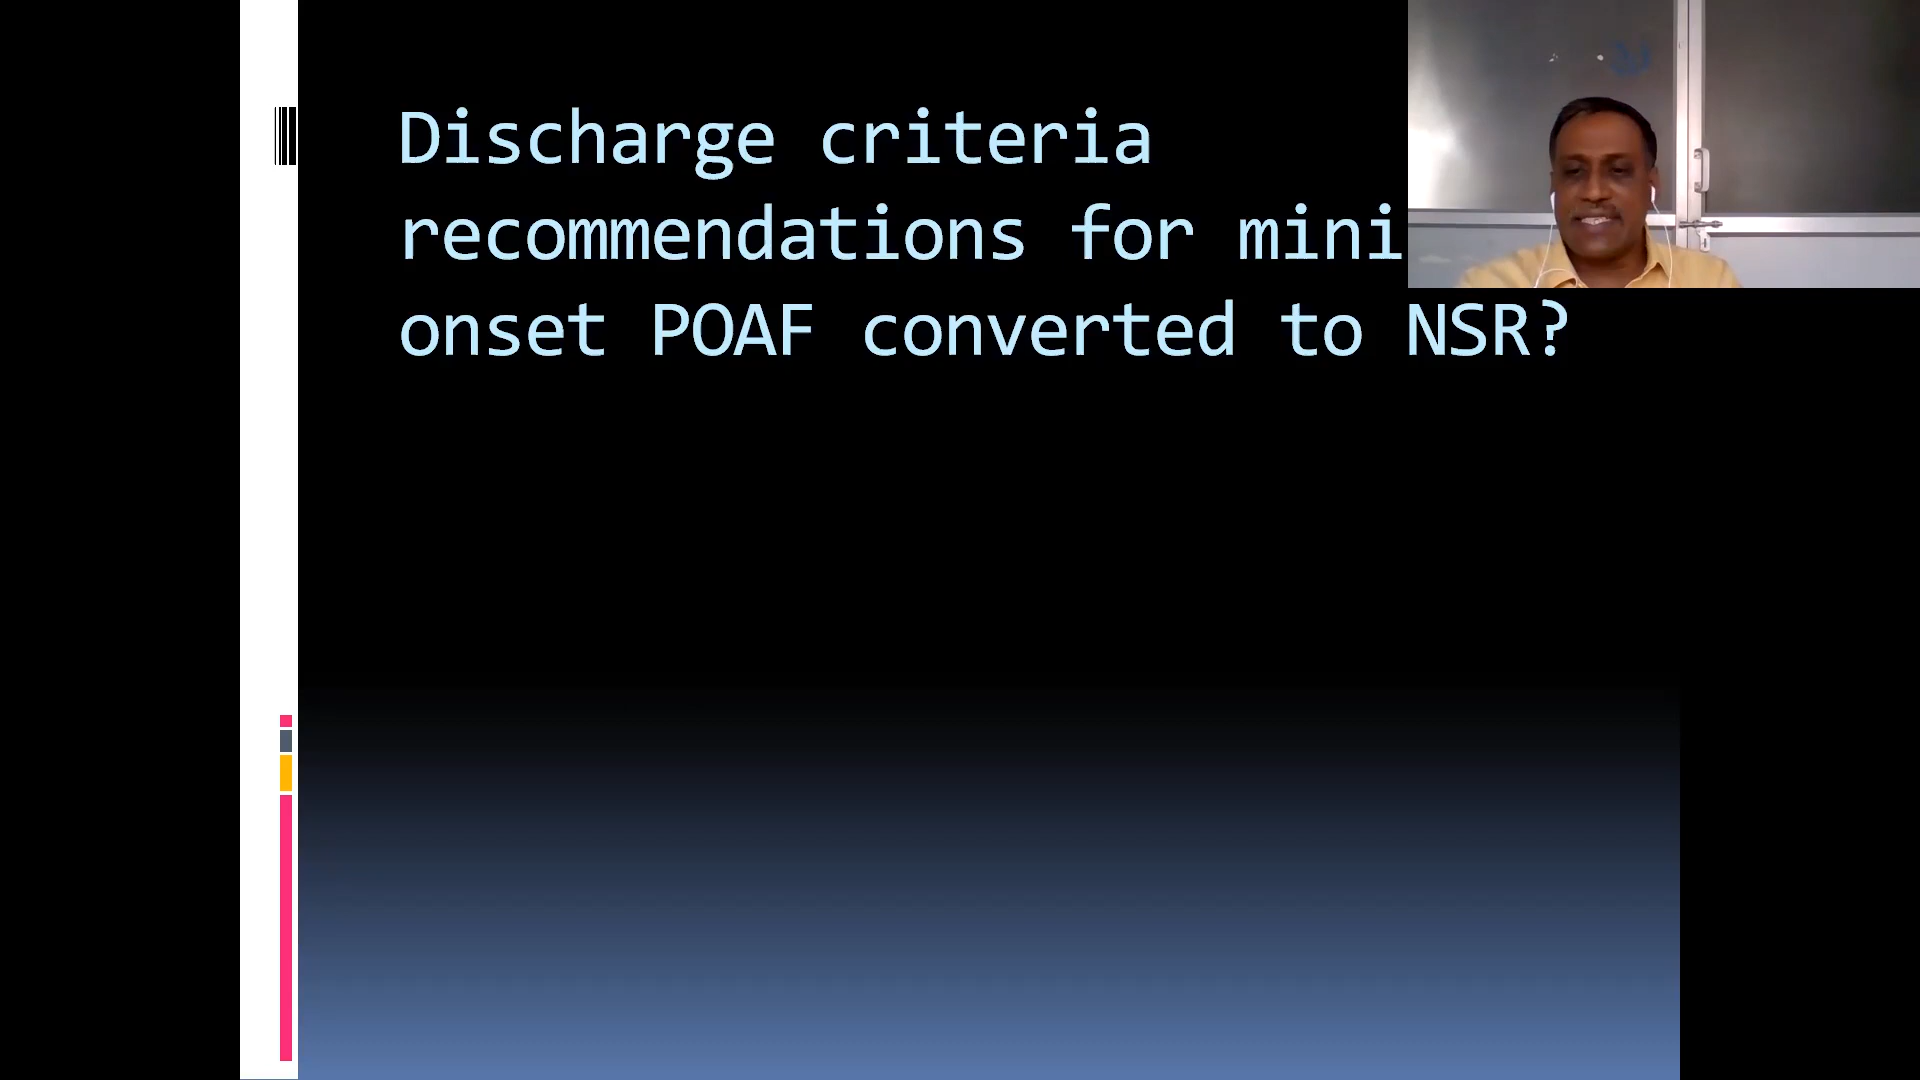 Discharge criteria
recommendations for mini
onset POAF converted to NSR?